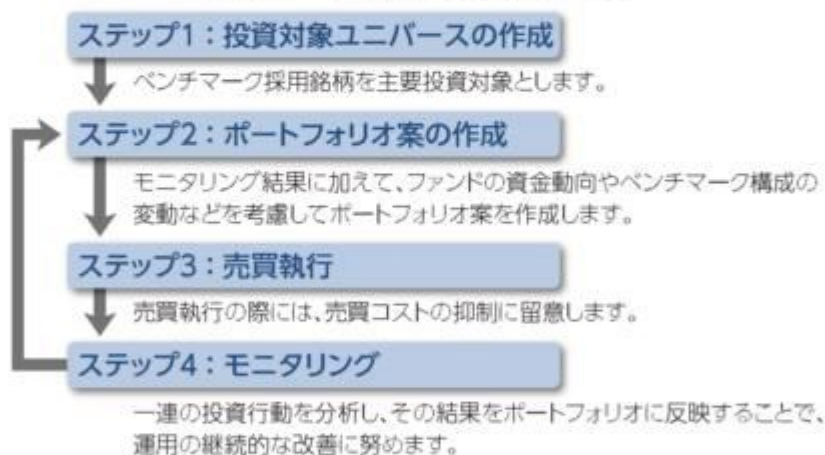 ステップ1：投資対象ユニバースの作成
ベンチマーク採用銘柄を主要投資対象とします。
ステップ2：ポートフォリオ案の作成
モニタリング結果に加えて、ファンドの資金動向やベンチマーク構成の
変動などを考慮してポートフォリオ案を作成します。
ステップ3：売買執行
売買執行の際には、売買コストの抑制に留意します。
ステップ4：モニタリング
一連の投資行動を分析し、その結果をポートフォリオに反映することで、
運用の継続的な改善に努めます。